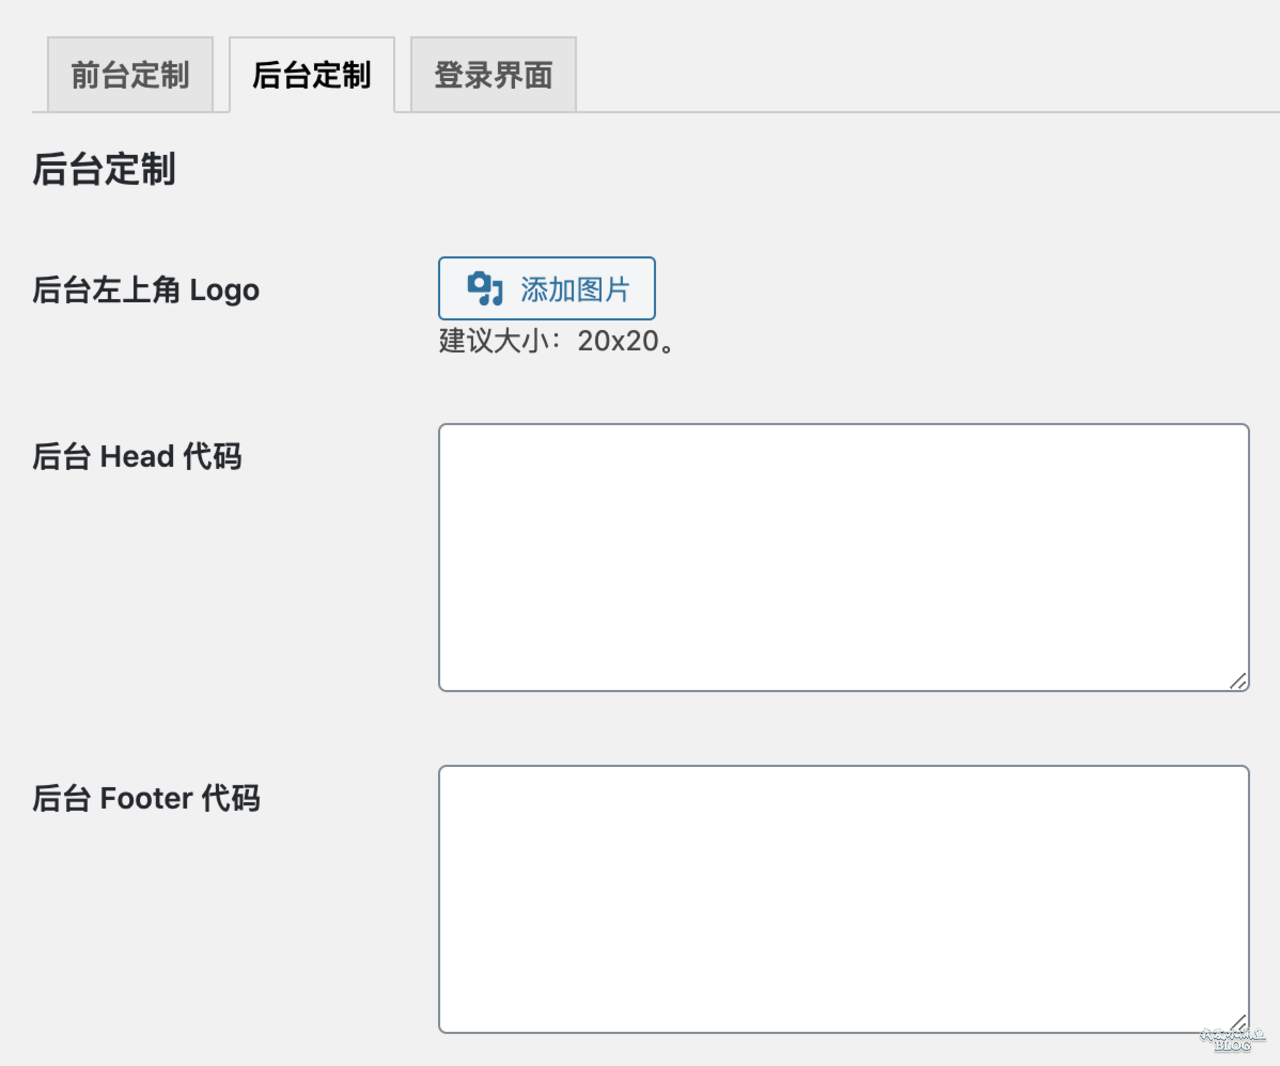 前台定制
后台定制
登录界面
后台定制
后台左上角 Logo
添加图片
建议大小：20x20。
后台 Head 代码
后台 Footer 代码
BLOG